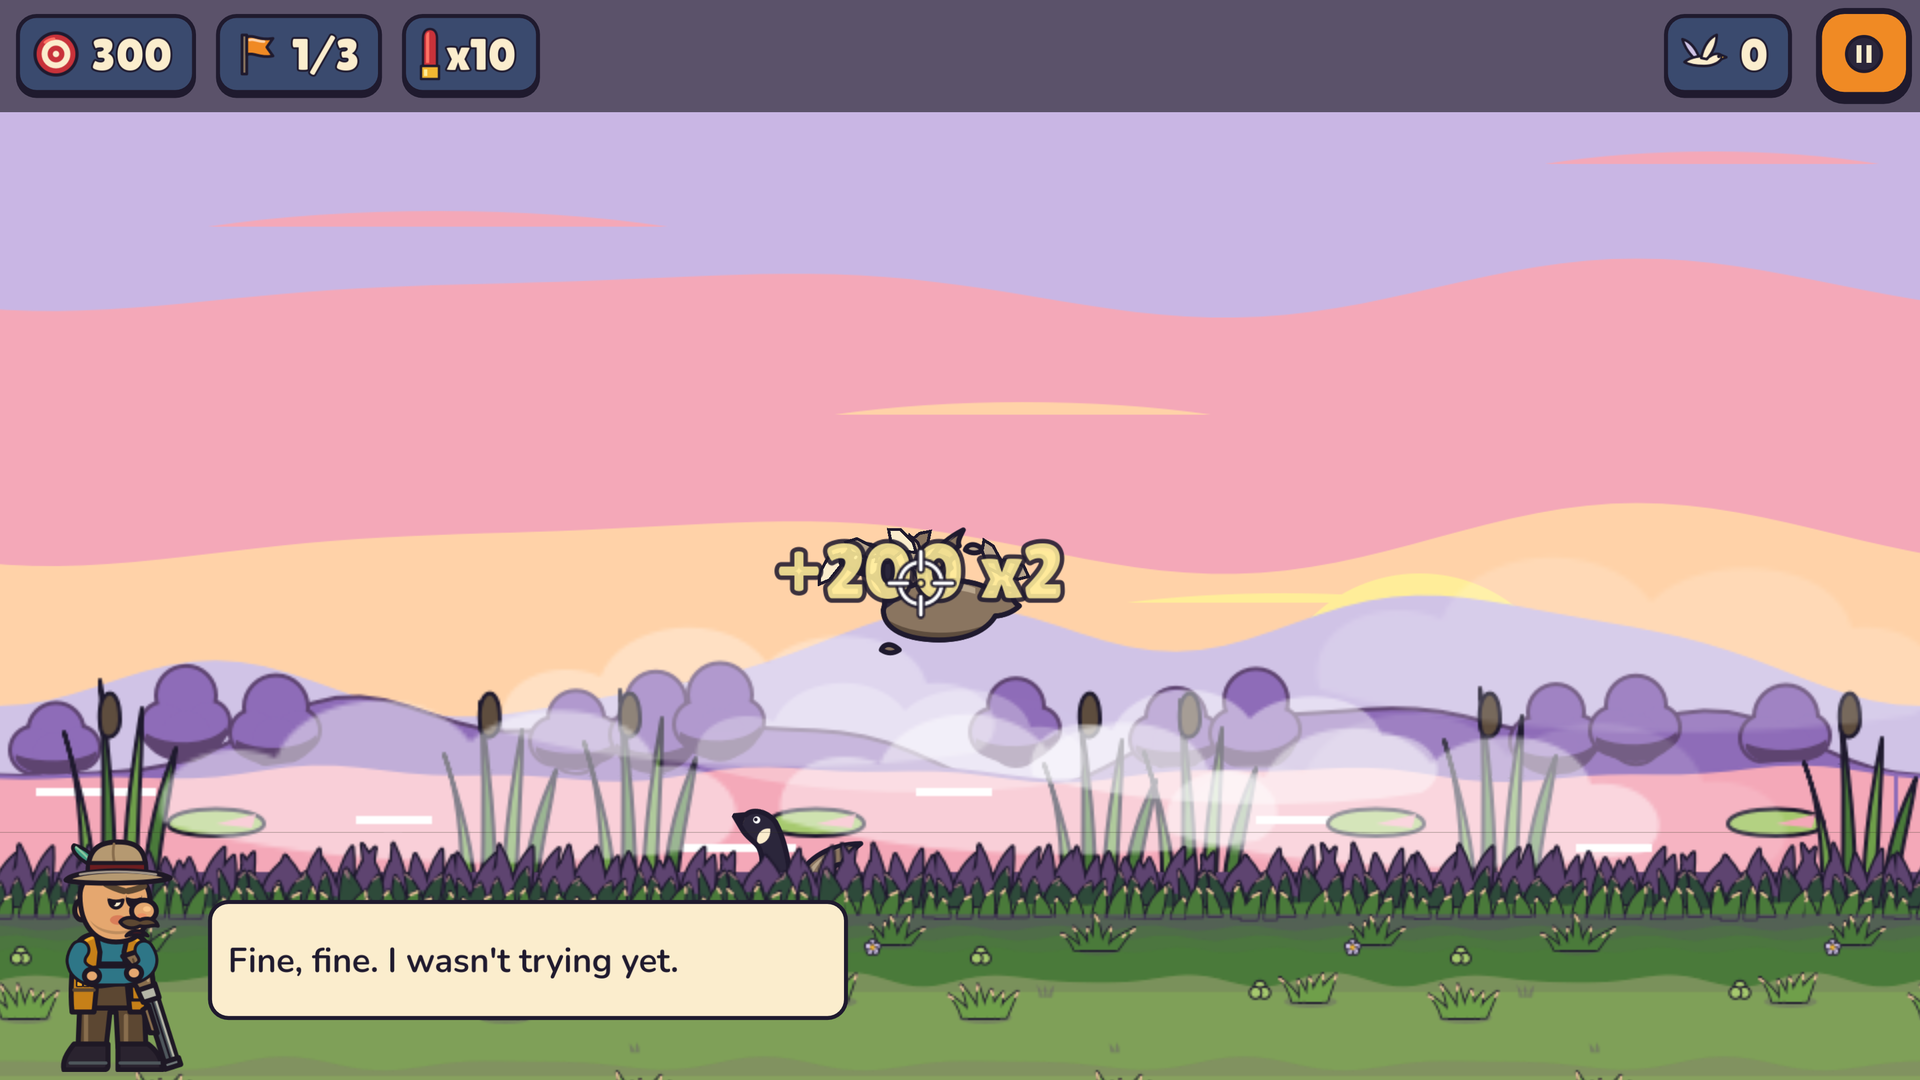 300
1/3
x10
0
+200 x2
Fine, fine. I wasn't trying yet.